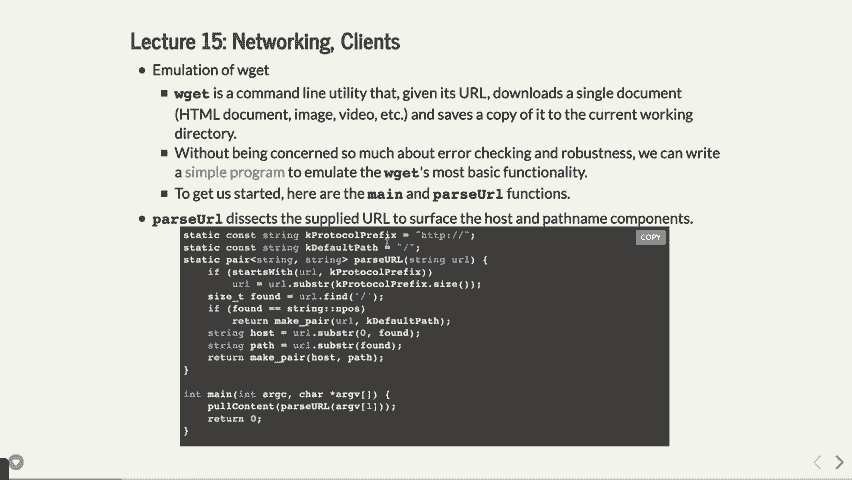 Lecture 15: Networking, Clients
• Emulation of wget
▪ wget is a command line utility that, given its URL, downloads a single document
(HTML document, image, video, etc.) and saves a copy of it to the current working
directory.
▪ Without being concerned so much about error checking and robustness, we can write
a simple program to emulate the wget's most basic functionality.
▪ To get us started, here are the main and parseUrl functions.
• parseUrl dissects the supplied URL to surface the host and pathname components.
static const string kProtocolPrefix = "http://";
COPY
static const string kDefaultPath = "/";
static pair<string, string> parseURL(string url) {
    if (startsWith(url, kProtocolPrefix))
        url = url.substr(kProtocolPrefix.size());
    size_t found = url.find('/');
    if (found == string::npos)
        return make_pair(url, kDefaultPath);
    string host = url.substr(0, found);
    string path = url.substr(found);
    return make_pair(host, path);
}
int main(int argc, char *argv[]) {
    pullContent(parseURL(argv[1]));
    return 0;
}